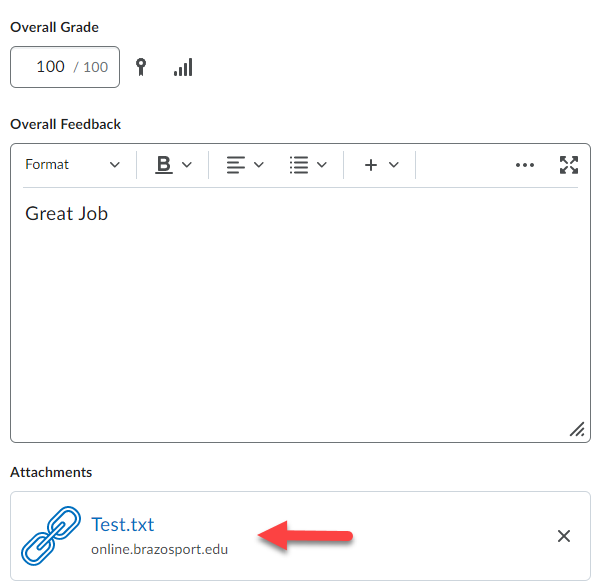 Overall Grade
100 / 100
Overall Feedback
Format B
Great Job
Attachments
Test.txt
online.brazosport.edu